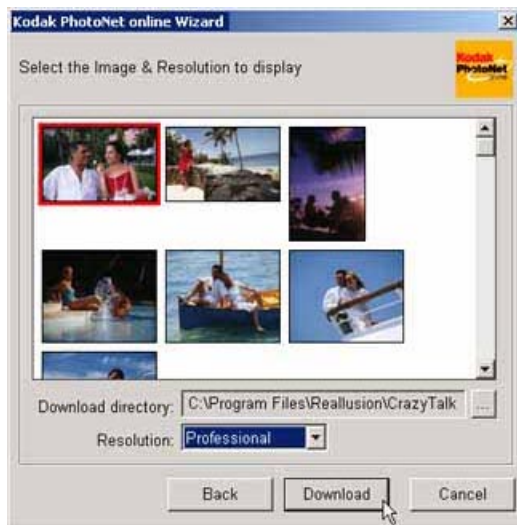 Kodak PhotoNet online Wizard
Select the Image & Resolution to display
Kodak
PhotoNet
Download directory: C:\Program Files\Reallusion\CrazyTalk ...
Resolution: Professional
Back Download Cancel